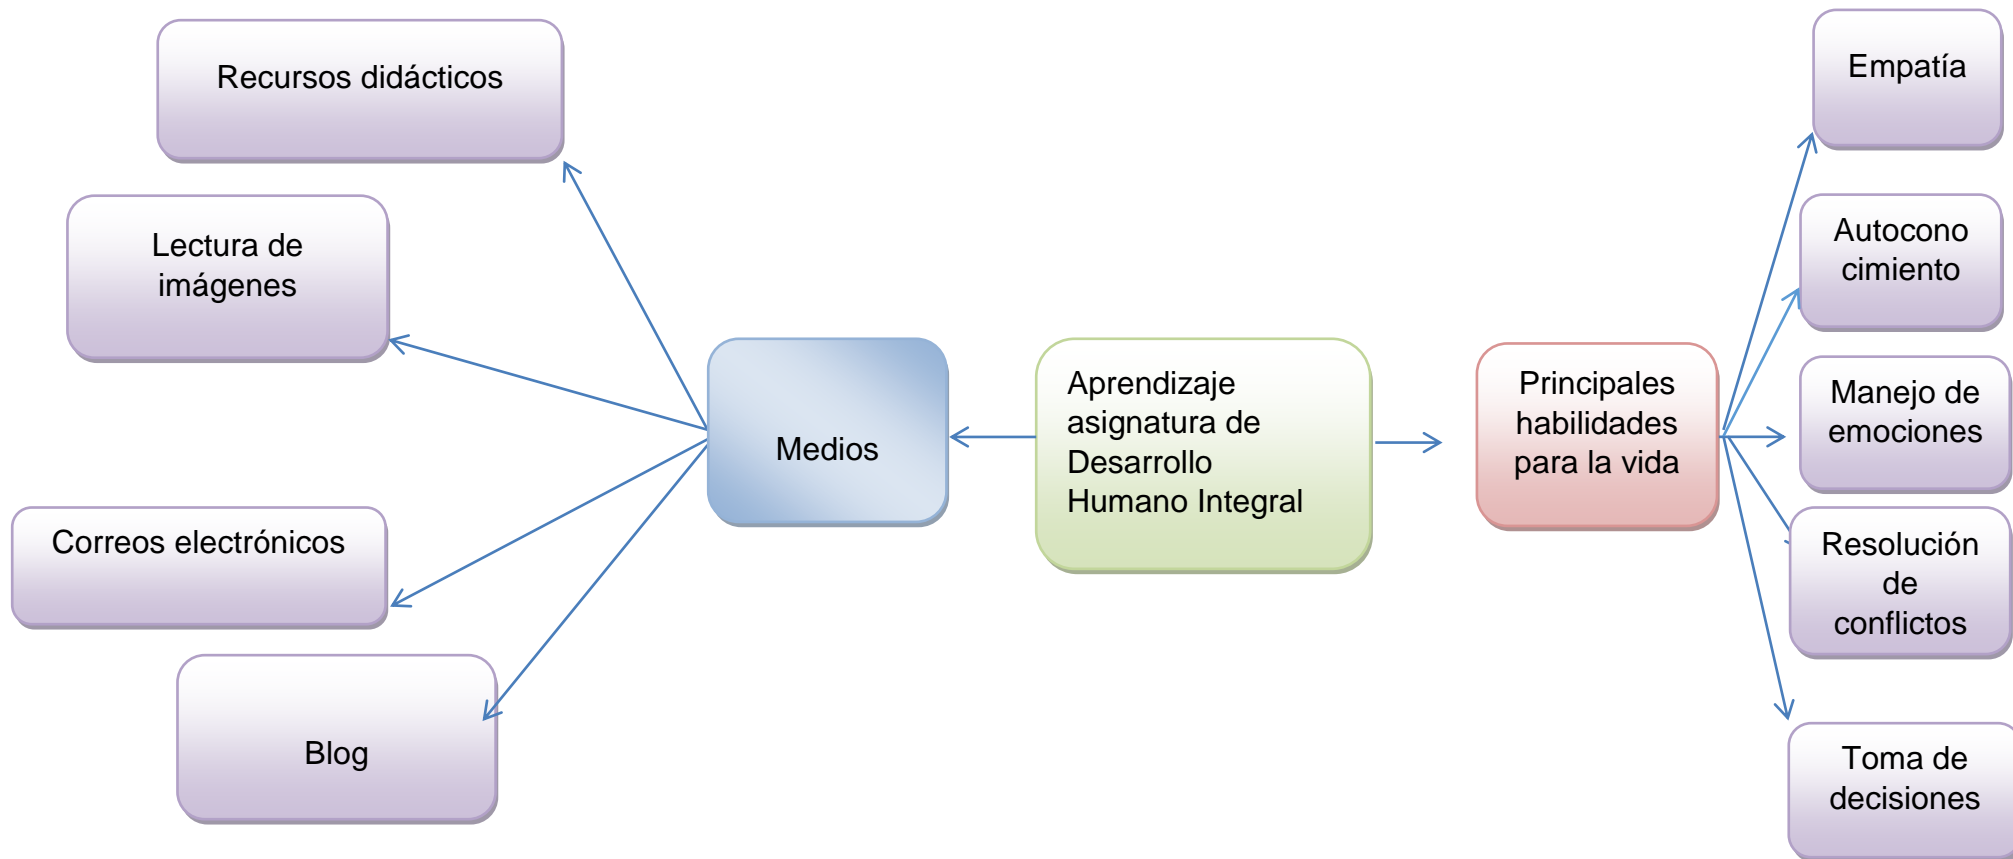 Recursos didácticos
Lectura de
imágenes
Correos electrónicos
Blog
Medios
Aprendizaje
asignatura de
Desarrollo
Humano Integral
Principales
habilidades
para la vida
Empatía
Autocono
cimiento
Manejo de
emociones
Resolución
de
conflictos
Toma de
decisiones